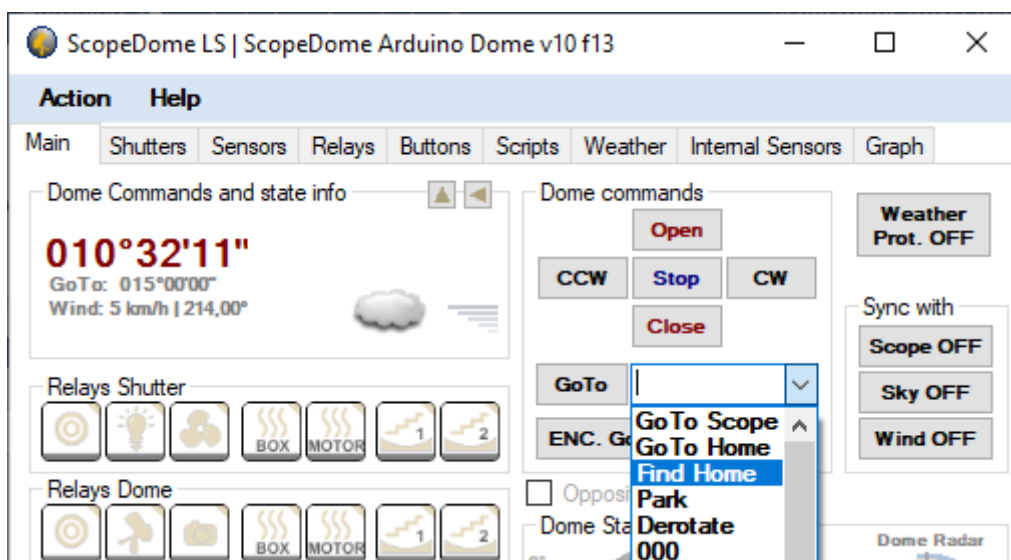 ScopeDome LS | ScopeDome Arduino Dome v10 f13
Action Help
Main Shutters Sensors Relays Buttons Scripts Weather Internal Sensors Graph
Dome Commands and state info
010°32'11"
GoTo: 015°00'00"
Wind: 5 km/h | 214,00°
Relays Shutter
BOX MOTOR 1 2
Relays Dome
BOX MOTOR 1 2
Dome commands
Open
CCW Stop CW
Close
GoTo
ENC. G
GoTo Scope
GoTo Home
Find Home
Park
Derotate
000
Opposi
Dome Sta
Weather
Prot. OFF
Sync with
Scope OFF
Sky OFF
Wind OFF
Dome Radar